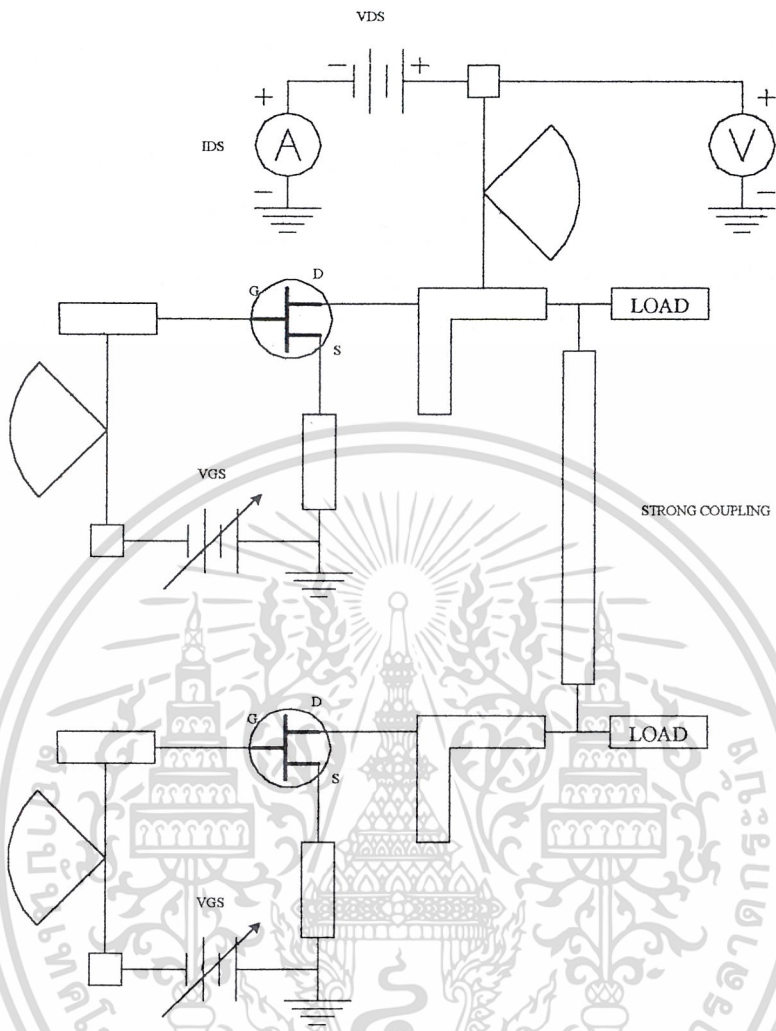 VDS
− +
+ +
IDS A V
− −
D
G
S
LOAD
VGS
STRONG COUPLING
D
G
S
LOAD
VGS